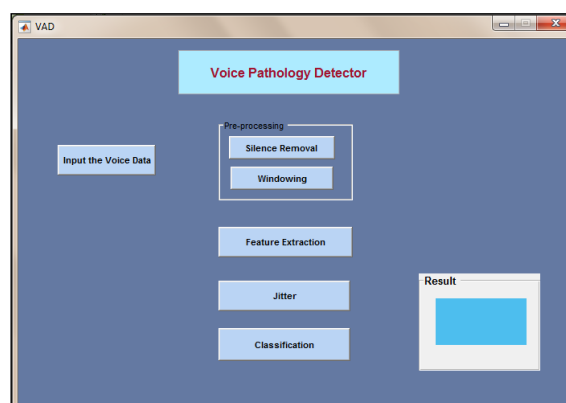 VAD
Voice Pathology Detector
Pre-processing
Silence Removal
Input the Voice Data
Windowing
Feature Extraction
Result
Jitter
Classification